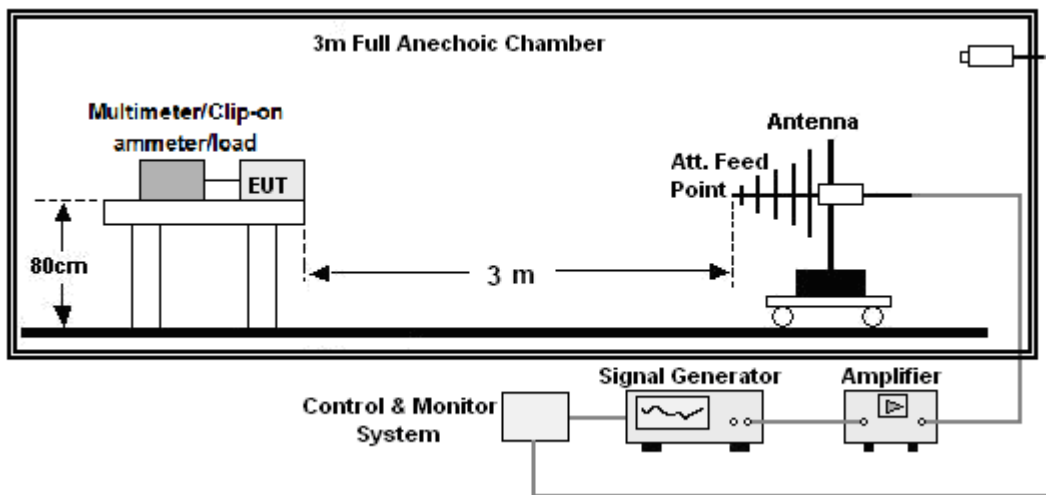 3m Full Anechoic Chamber
Multimeter/Clip-on
ammeter/load
EUT
Antenna
Att. Feed
Point
80cm
3 m
Signal Generator
Amplifier
Control & Monitor
System